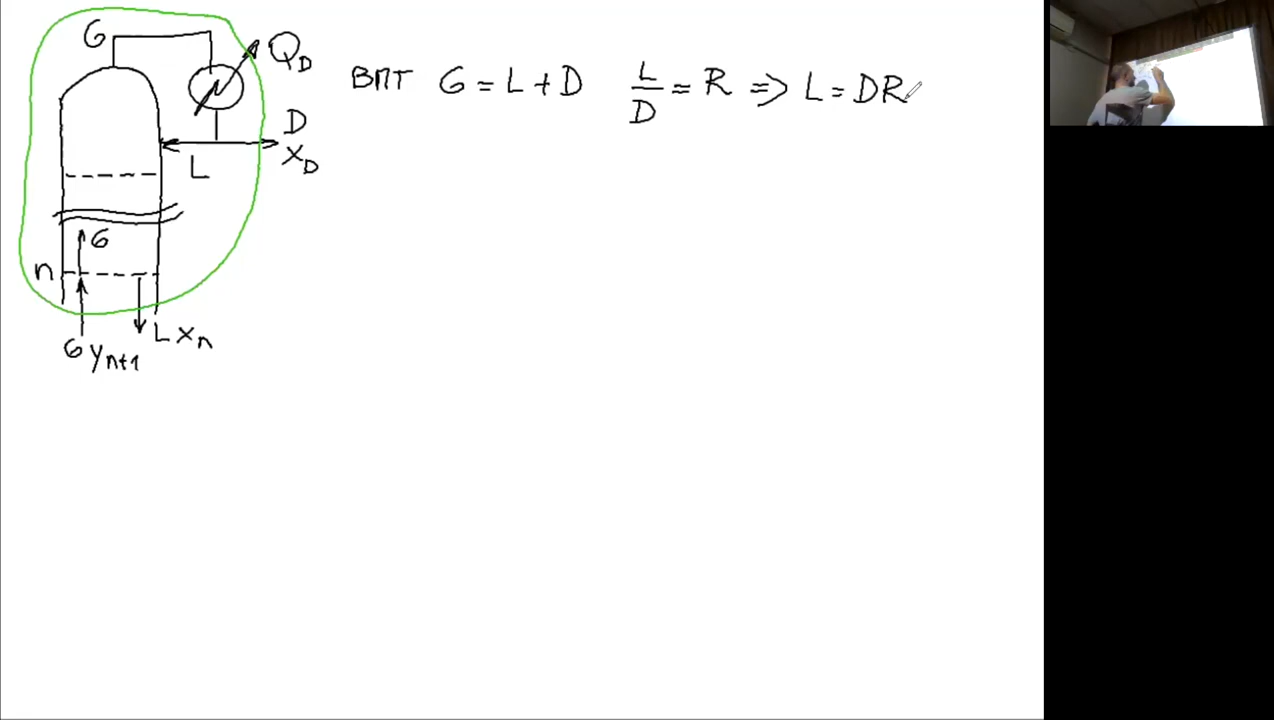 G
Q_D
ВПТ G = L + D L/D = R => L = DR
D
X_D
L
G
n
L x_n
G y_n+1